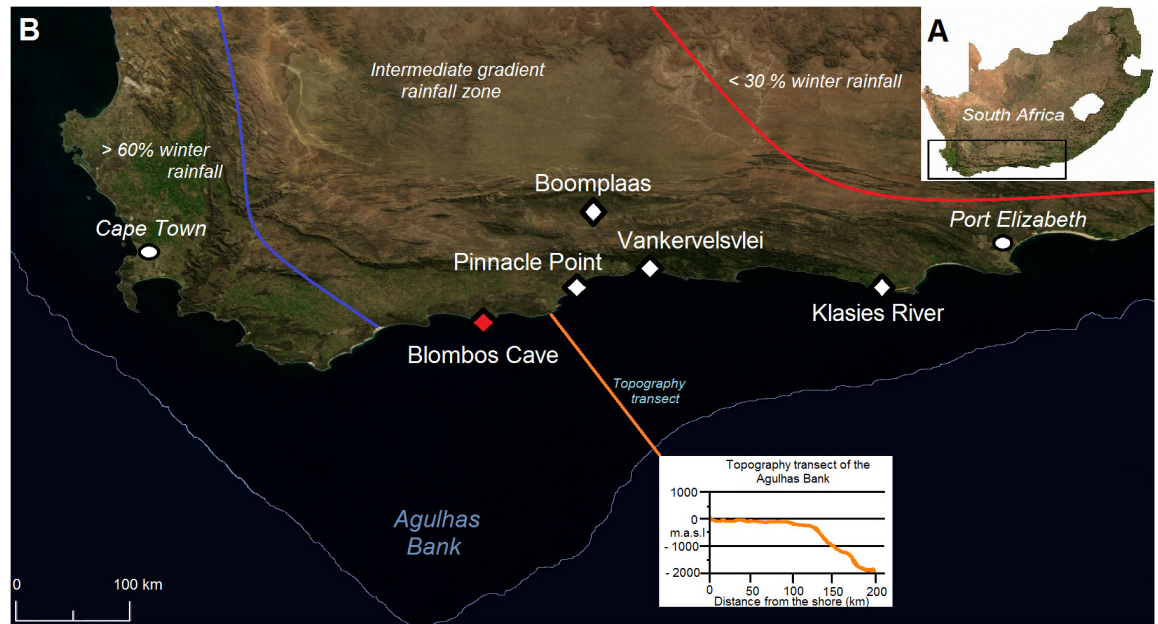 B
A
Intermediate gradient
rainfall zone
< 30 % winter rainfall
South Africa
> 60% winter
rainfall
Boomplaas
Cape Town
Vankervelsvlei
Port Elizabeth
Pinnacle Point
Klasies River
Blombos Cave
Topography
transect
Agulhas
Bank
Topography transect of the
Agulhas Bank
1000
0
m.a.s.l
- 1000
- 2000
0 50 100 150 200
Distance from the shore (km)
0 100 km